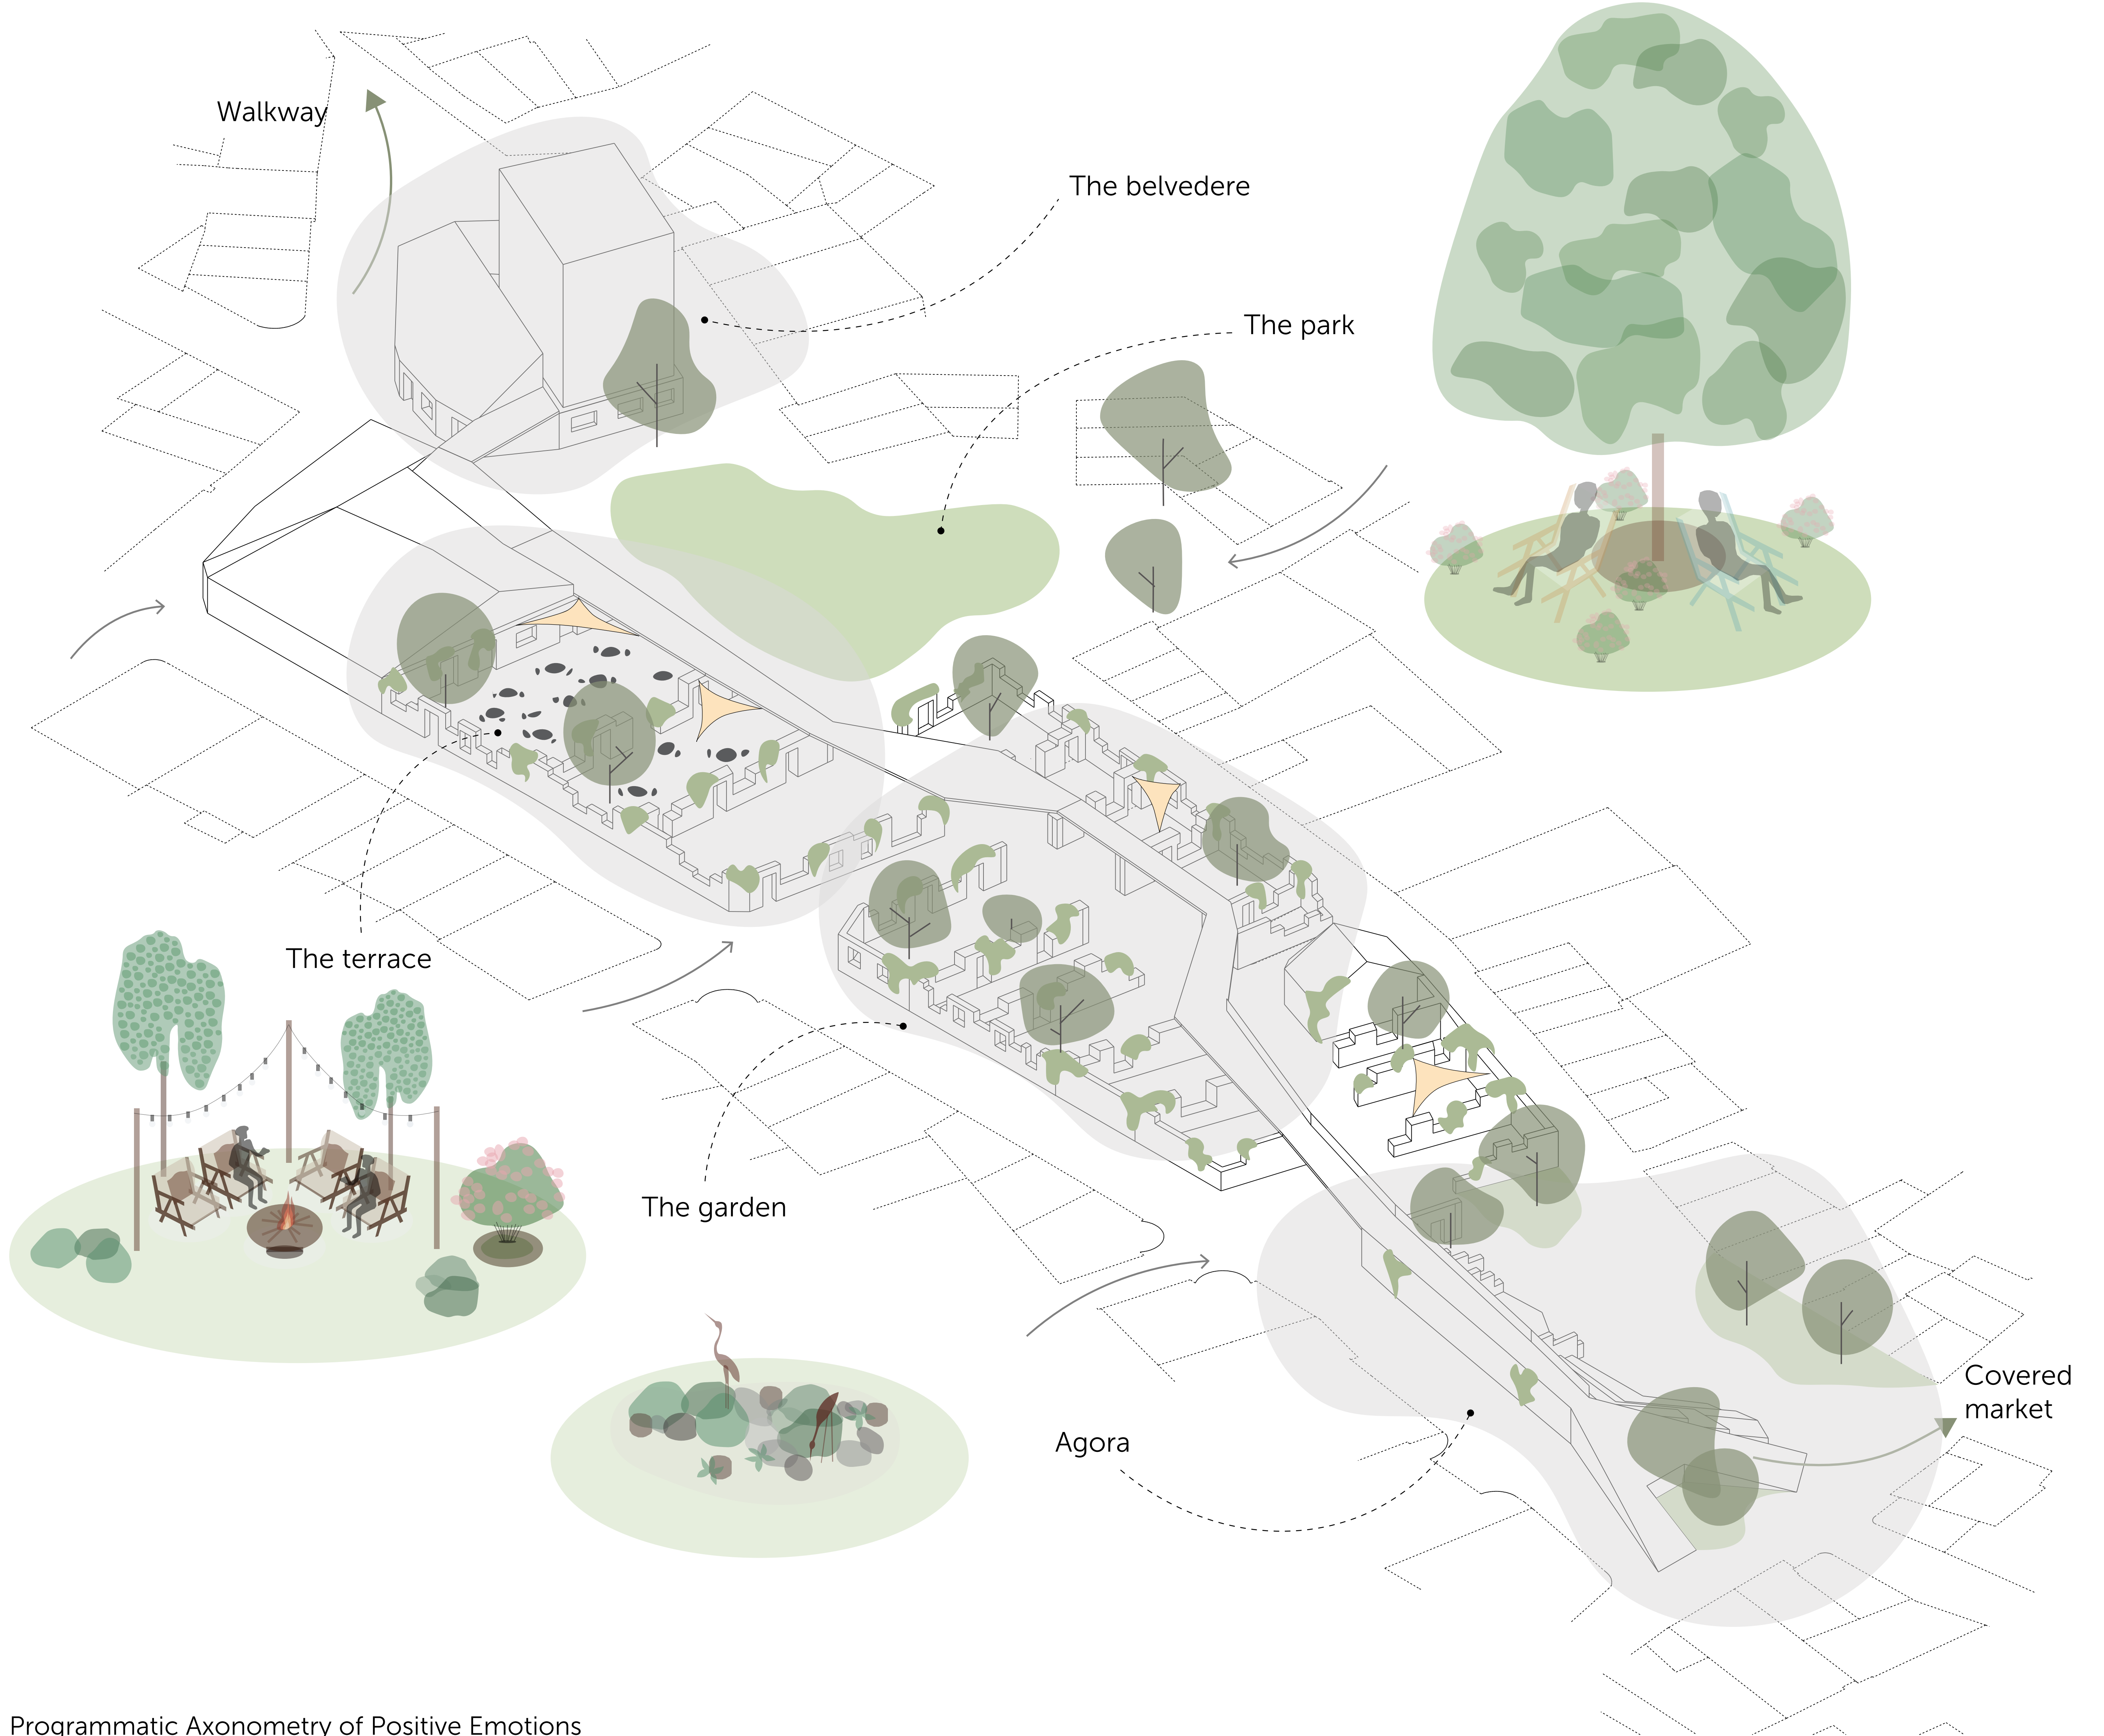 Walkway
The belvedere
The park
The terrace
The garden
Covered
market
Agora
Programmatic Axonometry of Positive Emotions